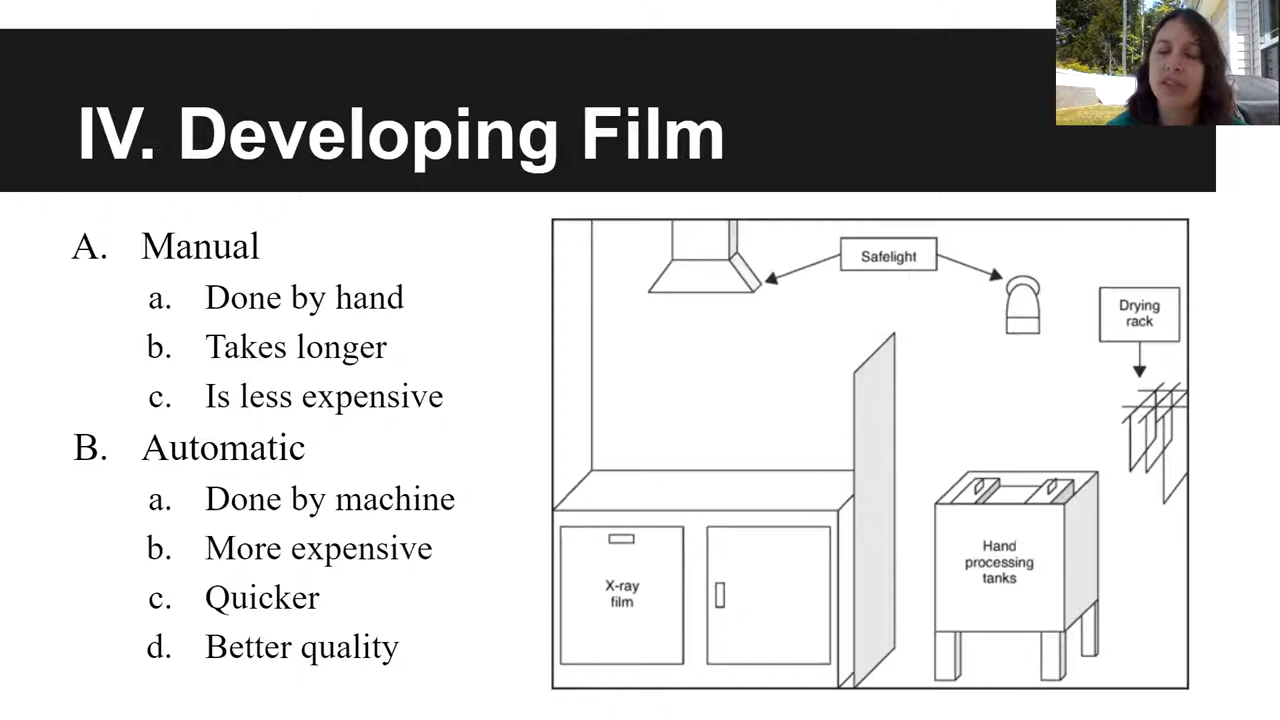 IV. Developing Film
A. Manual
a. Done by hand
b. Takes longer
c. Is less expensive
B. Automatic
a. Done by machine
b. More expensive
c. Quicker
d. Better quality
Safelight
Drying
rack
X-ray
film
Hand
processing
tanks